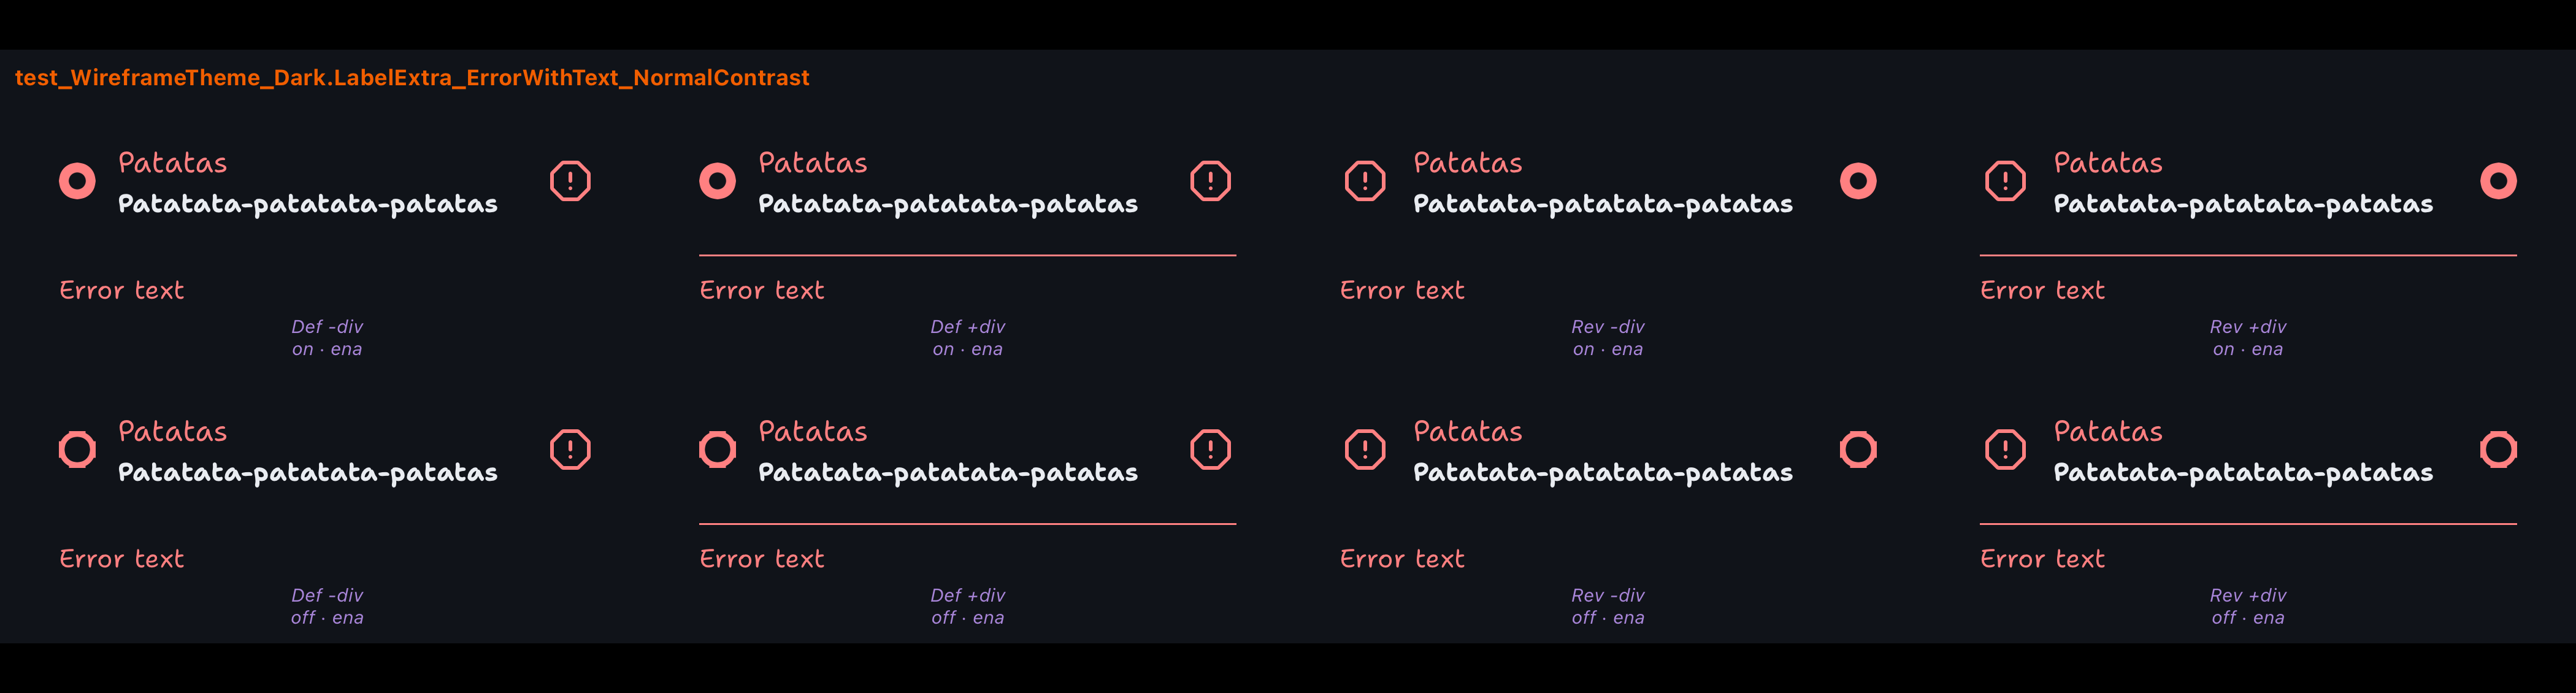 test_WireframeTheme_Dark.LabelExtra_ErrorWithText_NormalContrast
Patatas
Patatata-patatata-patatas
Error text
Def -div
on · ena
Patatas
Patatata-patatata-patatas
Error text
Def +div
on · ena
Patatas
Patatata-patatata-patatas
Error text
Rev -div
on · ena
Patatas
Patatata-patatata-patatas
Error text
Rev +div
on · ena
Patatas
Patatata-patatata-patatas
Error text
Def -div
off · ena
Patatas
Patatata-patatata-patatas
Error text
Def +div
off · ena
Patatas
Patatata-patatata-patatas
Error text
Rev -div
off · ena
Patatas
Patatata-patatata-patatas
Error text
Rev +div
off · ena